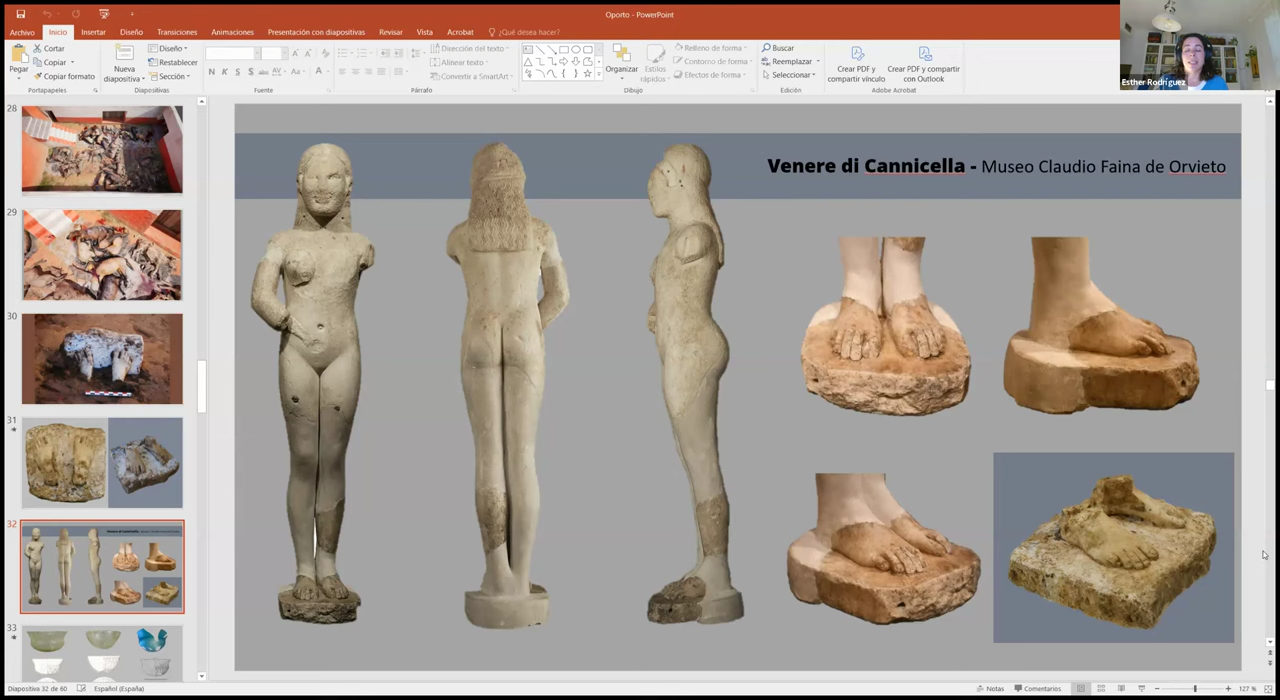 Oporto - PowerPoint
Archivo Inicio Insertar Diseño Transiciones Animaciones Presentación con diapositivas Revisar Vista Acrobat ¿Qué desea hacer?
Pegar
Cortar
Copiar
Copiar formato
Portapapeles
Nueva diapositiva
Diseño
Restablecer
Sección
Diapositivas
N K S S abc AV Aa A
Fuente
Dirección del texto
Alinear texto
Convertir a SmartArt
Párrafo
Organizar
Estilos rápidos
Relleno de forma
Contorno de forma
Efectos de forma
Dibujo
Buscar
Reemplazar
Seleccionar
Edición
Crear PDF y compartir vínculo
Crear PDF y compartir con Outlook
Adobe Acrobat
Esther Rodríguez
28
29
30
31
32
33
Venere di Cannicella - Museo Claudio Faina de Orvieto
Diapositiva 32 de 60 Español (España) Notas Comentarios 127 %